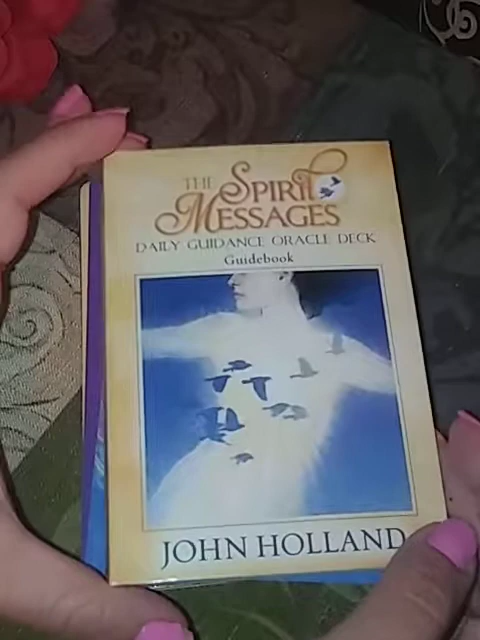 THE SPIRIT
MESSAGES
DAILY GUIDANCE ORACLE DECK
Guidebook
JOHN HOLLAND